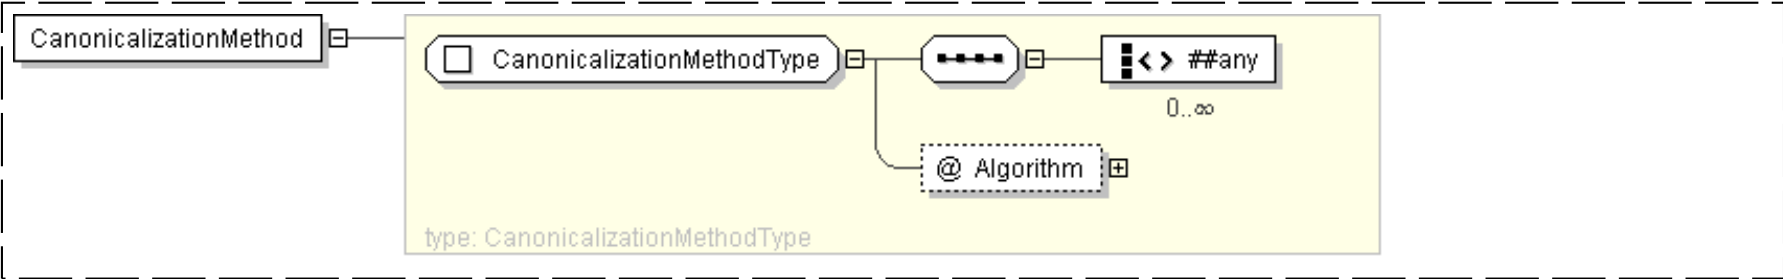 CanonicalizationMethod
CanonicalizationMethodType
##any
0..∞
@ Algorithm
type: CanonicalizationMethodType